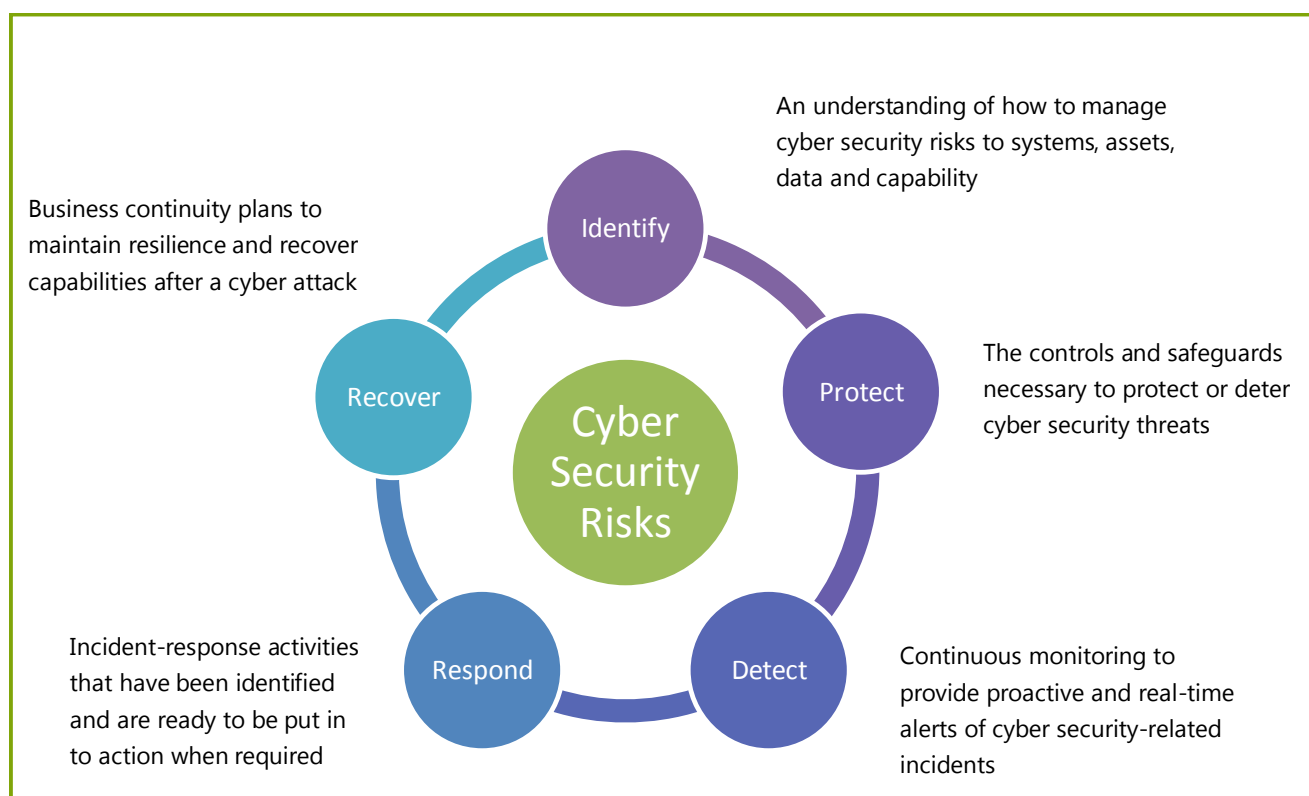 An understanding of how to manage
cyber security risks to systems, assets,
data and capability
Identify
Business continuity plans to
maintain resilience and recover
capabilities after a cyber attack
The controls and safeguards
necessary to protect or deter
cyber security threats
Protect
Recover
Cyber
Security
Risks
Incident-response activities
that have been identified
and are ready to be put in
to action when required
Respond
Detect
Continuous monitoring to
provide proactive and real-time
alerts of cyber security-related
incidents